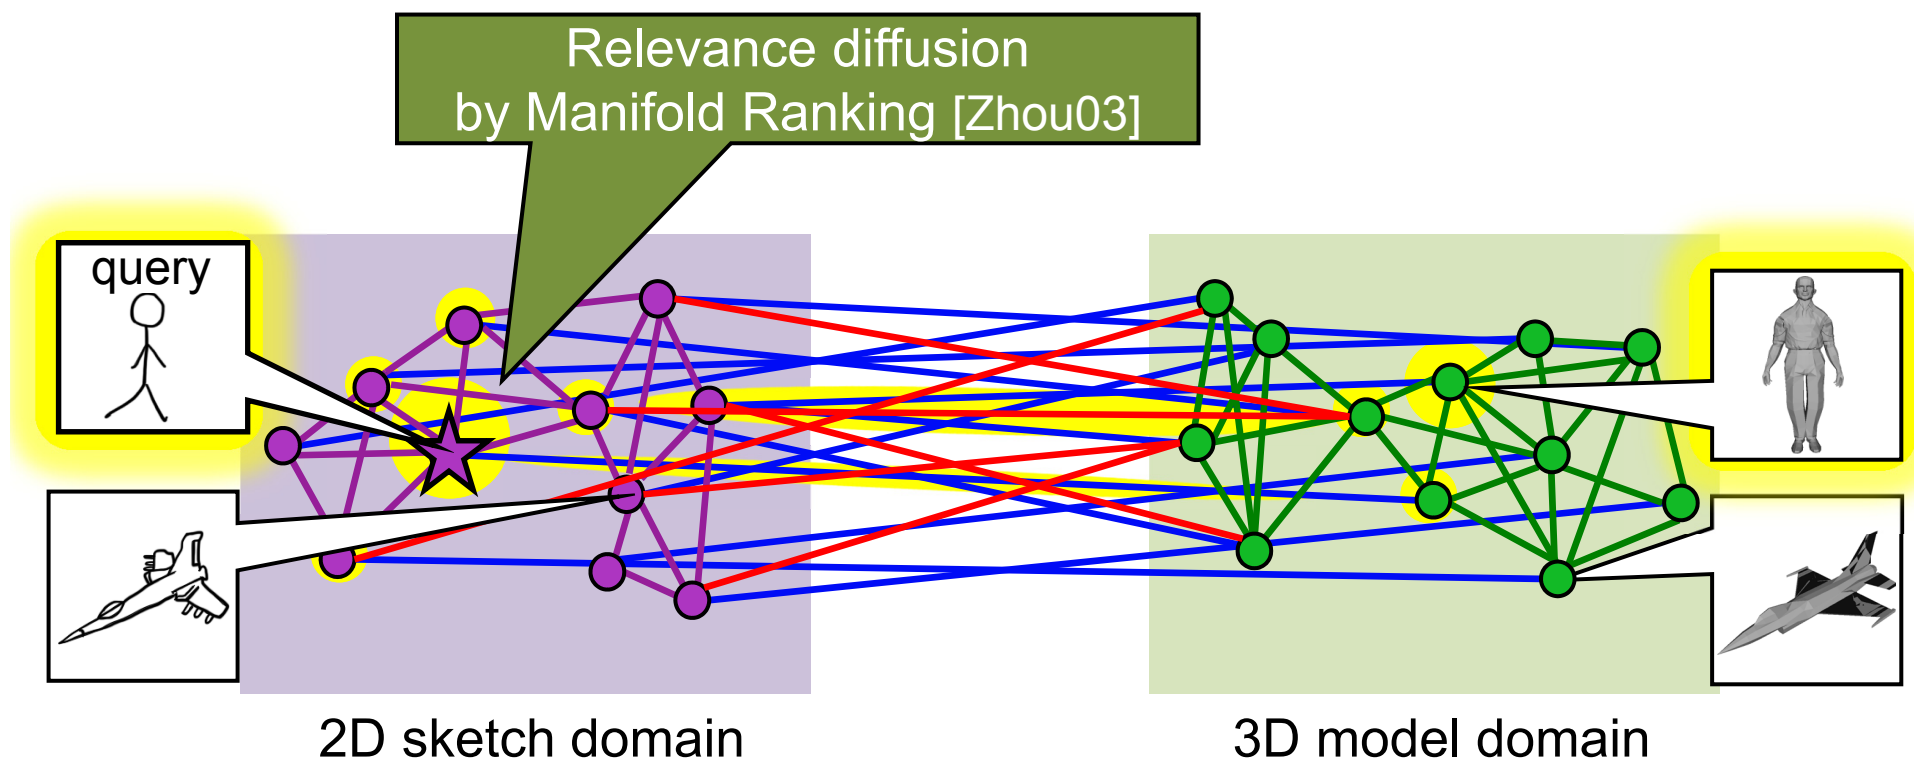 Relevance diffusion
by Manifold Ranking [Zhou03]
query
2D sketch domain
3D model domain